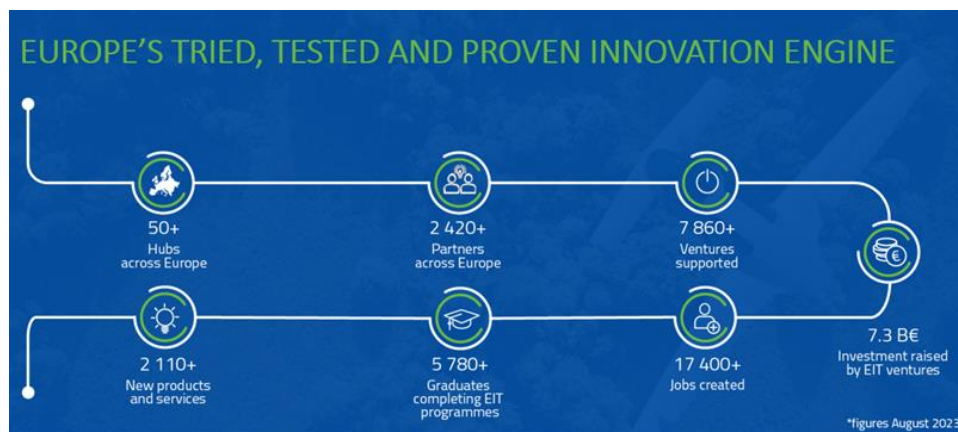 EUROPE'S TRIED, TESTED AND PROVEN INNOVATION ENGINE
50+
Hubs
across Europe
2 420+
Partners
across Europe
7 860+
Ventures
supported
7.3 B€
Investment raised
by EIT ventures
17 400+
Jobs created
5 780+
Graduates
completing EIT
programmes
2 110+
New products
and services
*figures August 2023